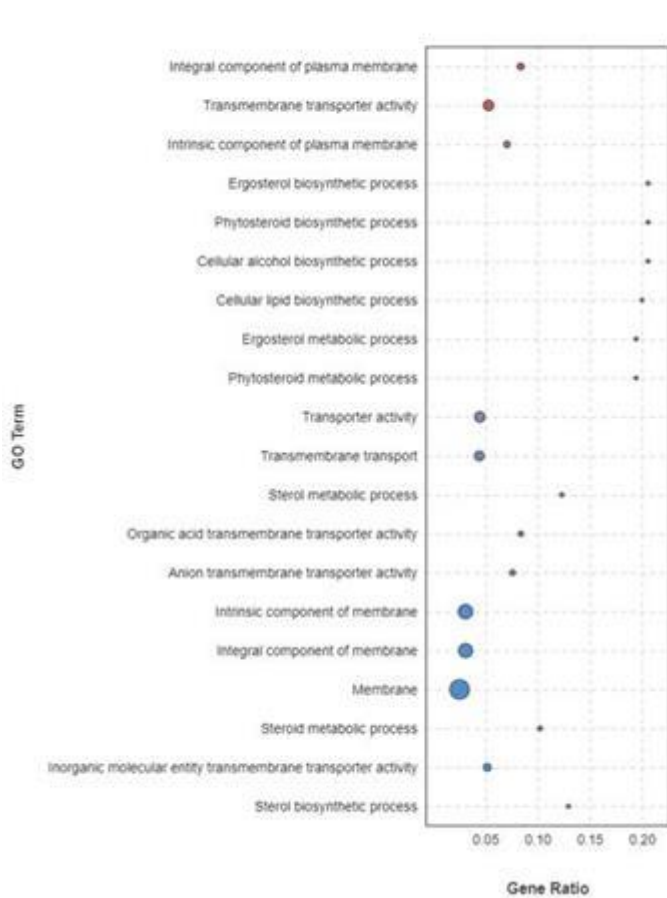 Integral component of plasma membrane
Transmembrane transporter activity
Intrinsic component of plasma membrane
Ergosterol biosynthetic process
Phytosteroid biosynthetic process
Cellular alcohol biosynthetic process
Cellular lipid biosynthetic process
Ergosterol metabolic process
Phytosteroid metabolic process
GO Term
Transporter activity
Transmembrane transport
Sterol metabolic process
Organic acid transmembrane transporter activity
Anion transmembrane transporter activity
Intrinsic component of membrane
Integral component of membrane
Membrane
Steroid metabolic process
Inorganic molecular entity transmembrane transporter activity
Sterol biosynthetic process
0.05 0.10 0.15 0.20
Gene Ratio